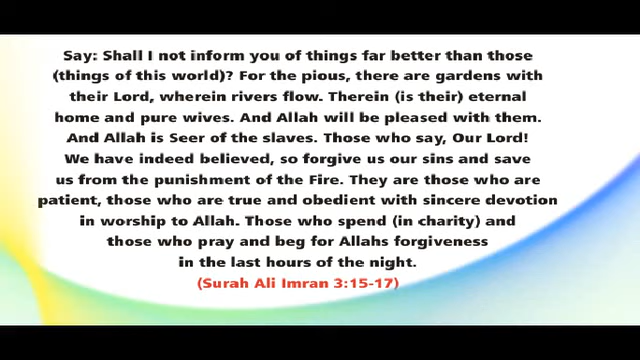 Say: Shall I not inform you of things far better than those
(things of this world)? For the pious, there are gardens with
their Lord, wherein rivers flow. Therein (is their) eternal
home and pure wives. And Allah will be pleased with them.
And Allah is Seer of the slaves. Those who say, Our Lord!
We have indeed believed, so forgive us our sins and save
us from the punishment of the Fire. They are those who are
patient, those who are true and obedient with sincere devotion
in worship to Allah. Those who spend (in charity) and
those who pray and beg for Allahs forgiveness
in the last hours of the night.
(Surah Ali Imran 3:15-17)